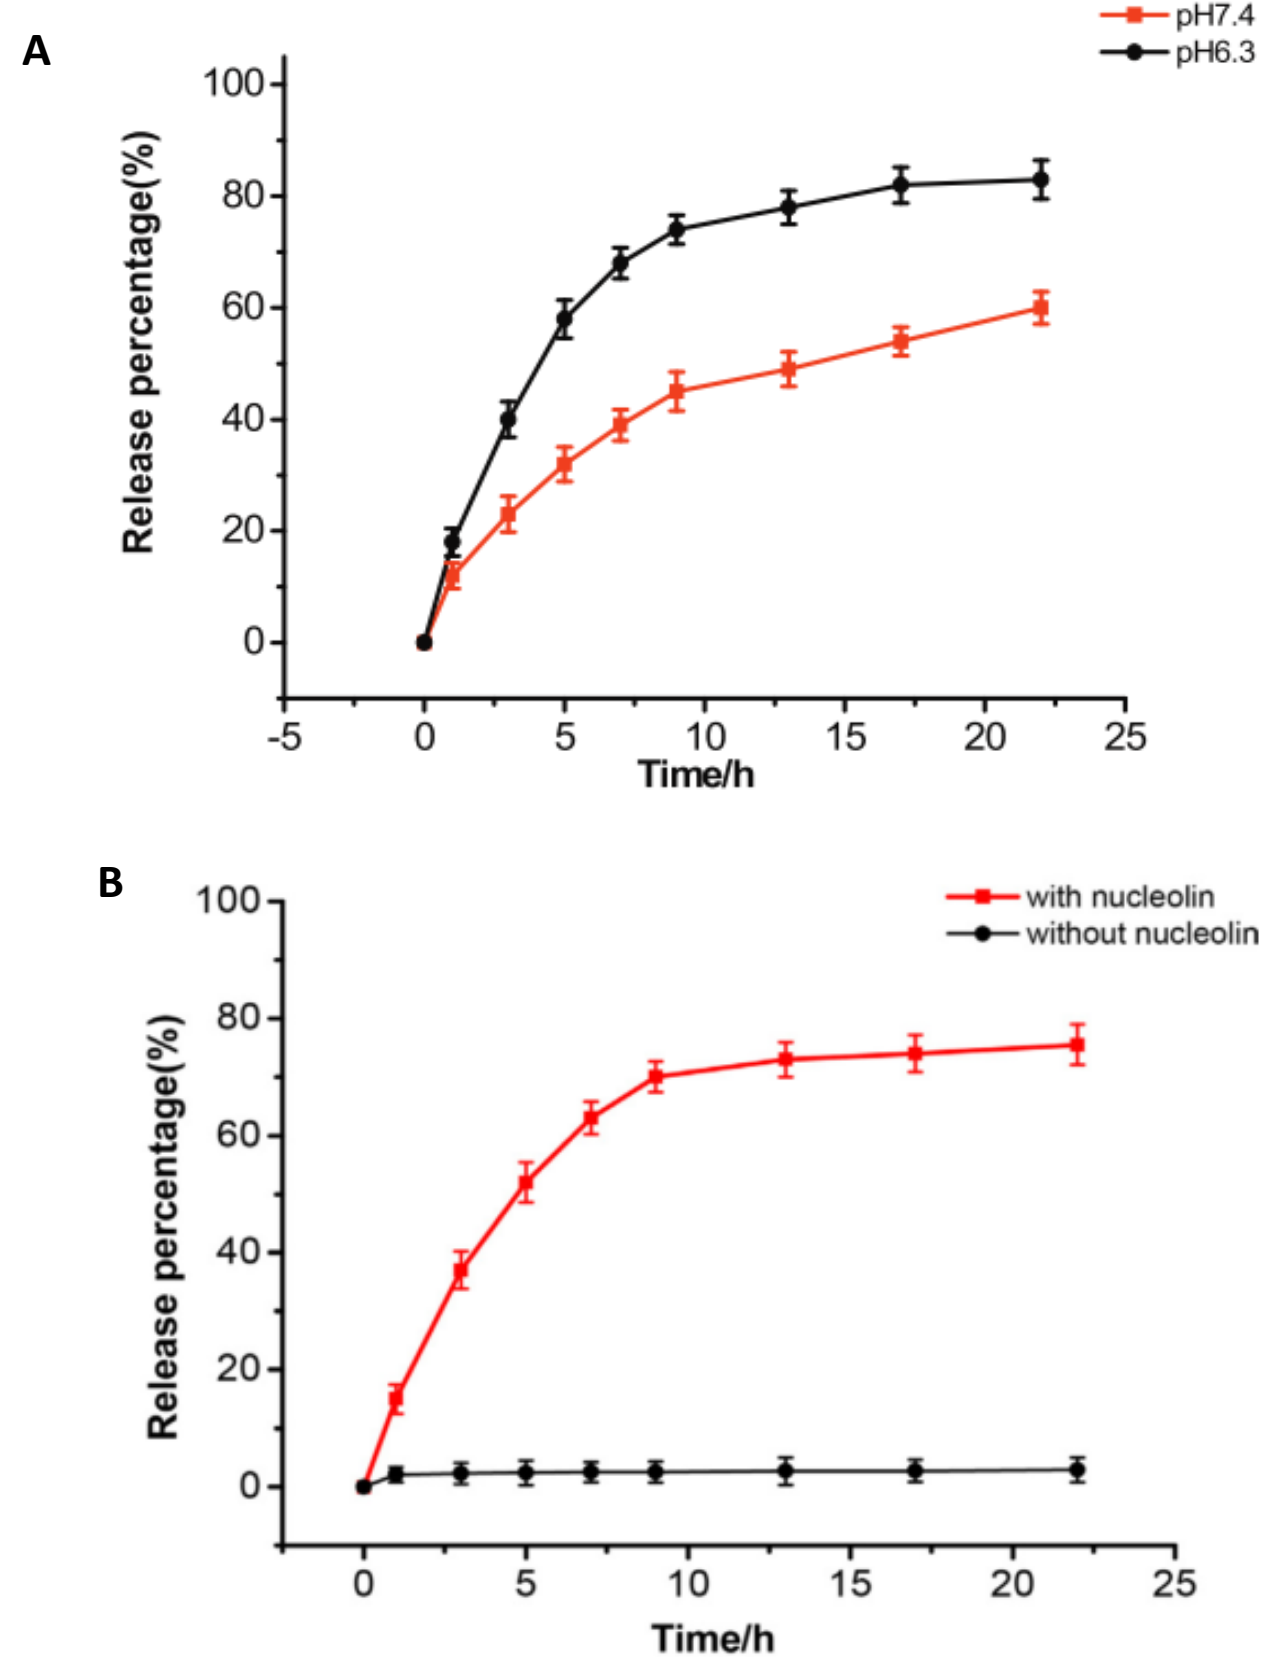 A
pH7.4
pH6.3
Release percentage(%)
100
80
60
40
20
0
-5 0 5 10 15 20 25
Time/h
B
with nucleolin
without nucleolin
Release percentage(%)
100
80
60
40
20
0
0 5 10 15 20 25
Time/h